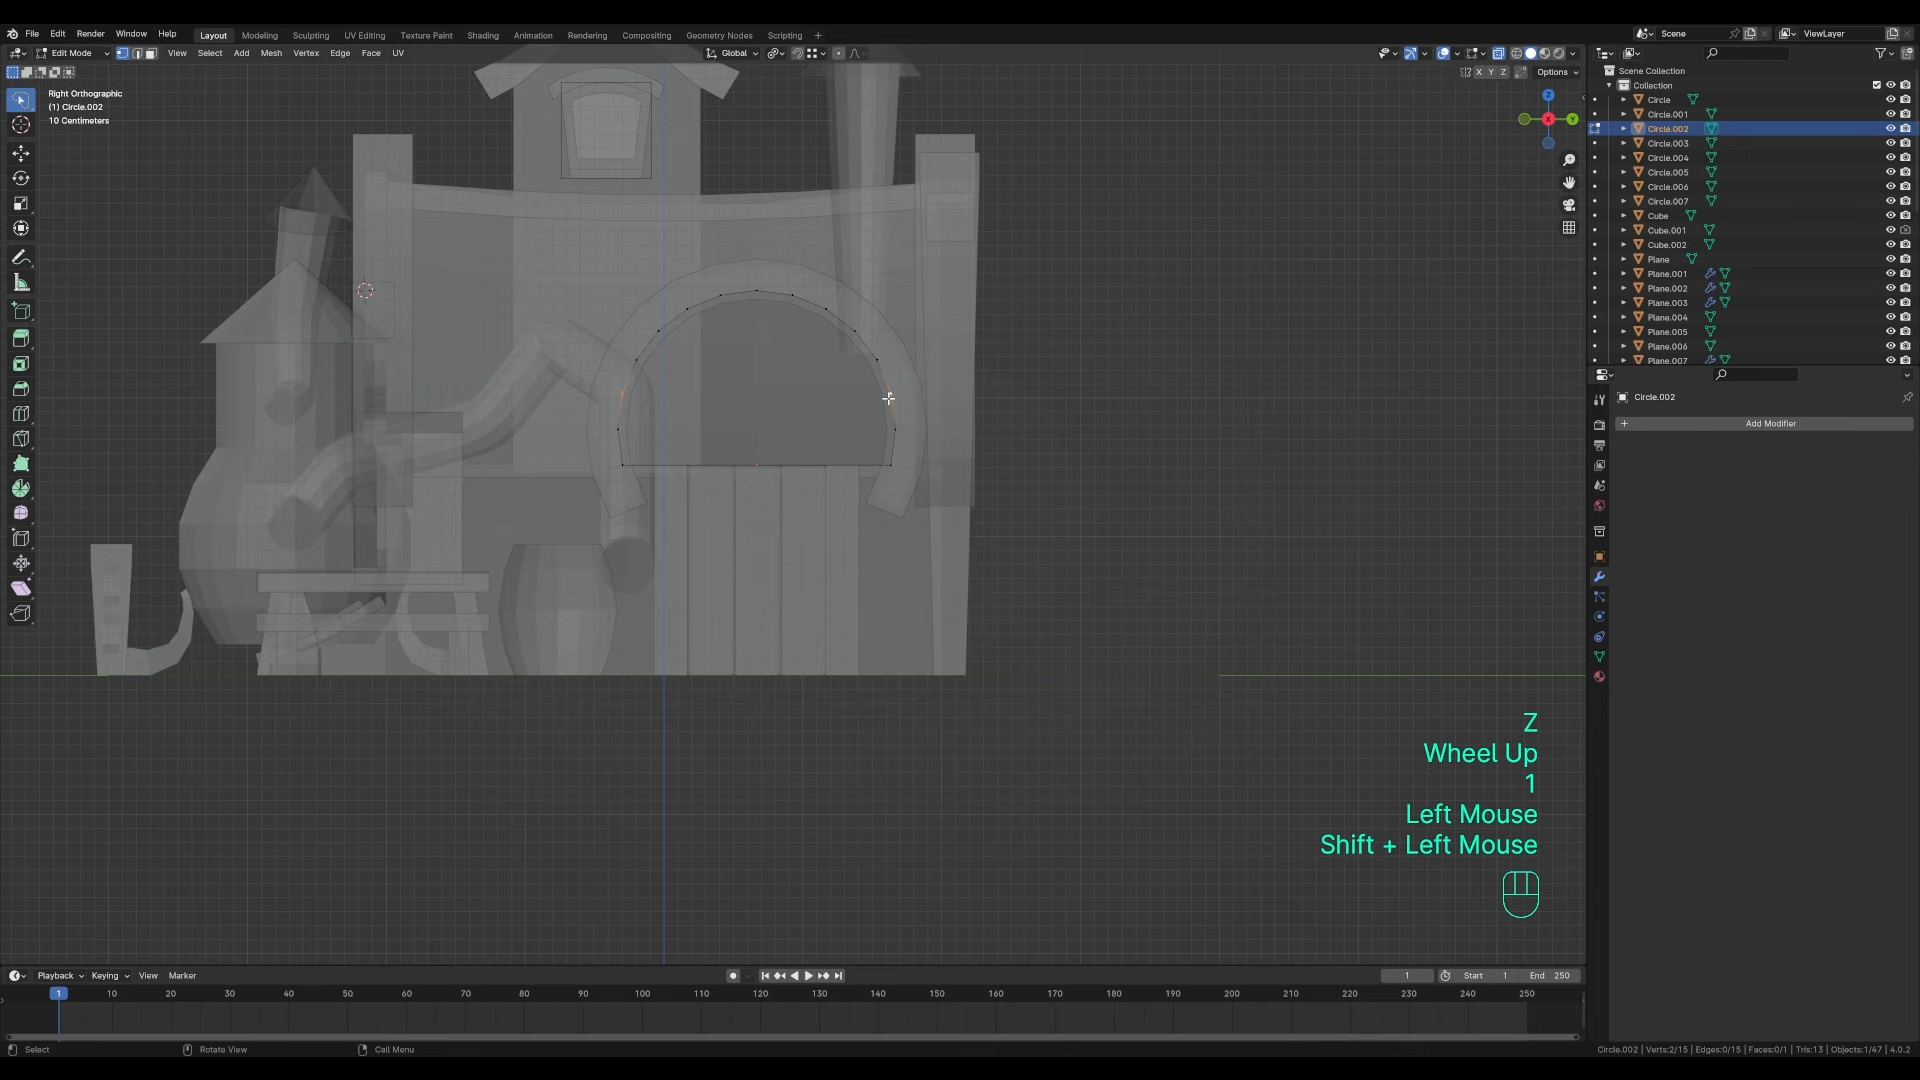 File Edit Render Window Help Layout Modeling Sculpting UV Editing Texture Paint Shading Animation Rendering Compositing Geometry Nodes Scripting + Scene ViewLayer
Edit Mode View Select Add Mesh Vertex Edge Face UV Global
X Y Z Options
Right Orthographic
(1) Circle.002
10 Centimeters
Z
X
Y
Scene Collection
Collection
Circle
Circle.001
Circle.002
Circle.003
Circle.004
Circle.005
Circle.006
Circle.007
Cube
Cube.001
Cube.002
Plane
Plane.001
Plane.002
Plane.003
Plane.004
Plane.005
Plane.006
Plane.007
Circle.002
+ Add Modifier
Z
Wheel Up
1
Left Mouse
Shift + Left Mouse
Playback Keying View Marker 1 Start 1 End 250
1 10 20 30 40 50 60 70 80 90 100 110 120 130 140 150 160 170 180 190 200 210 220 230 240 250
Select Rotate View Call Menu Circle.002 | Verts:2/15 | Edges:0/15 | Faces:0/1 | Tris:13 | Objects:1/47 | 4.0.2